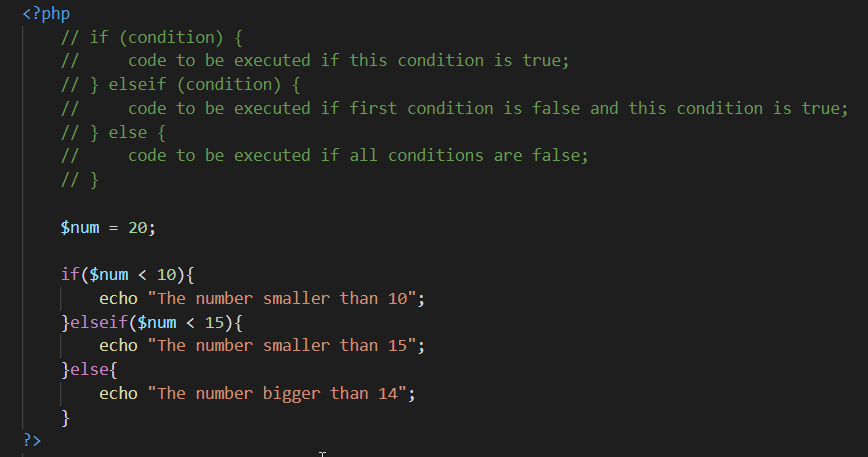 <?php
// if (condition) {
//     code to be executed if this condition is true;
// } elseif (condition) {
//     code to be executed if first condition is false and this condition is true;
// } else {
//     code to be executed if all conditions are false;
// }
$num = 20;
if($num < 10){
echo "The number smaller than 10";
}elseif($num < 15){
echo "The number smaller than 15";
}else{
echo "The number bigger than 14";
}
?>